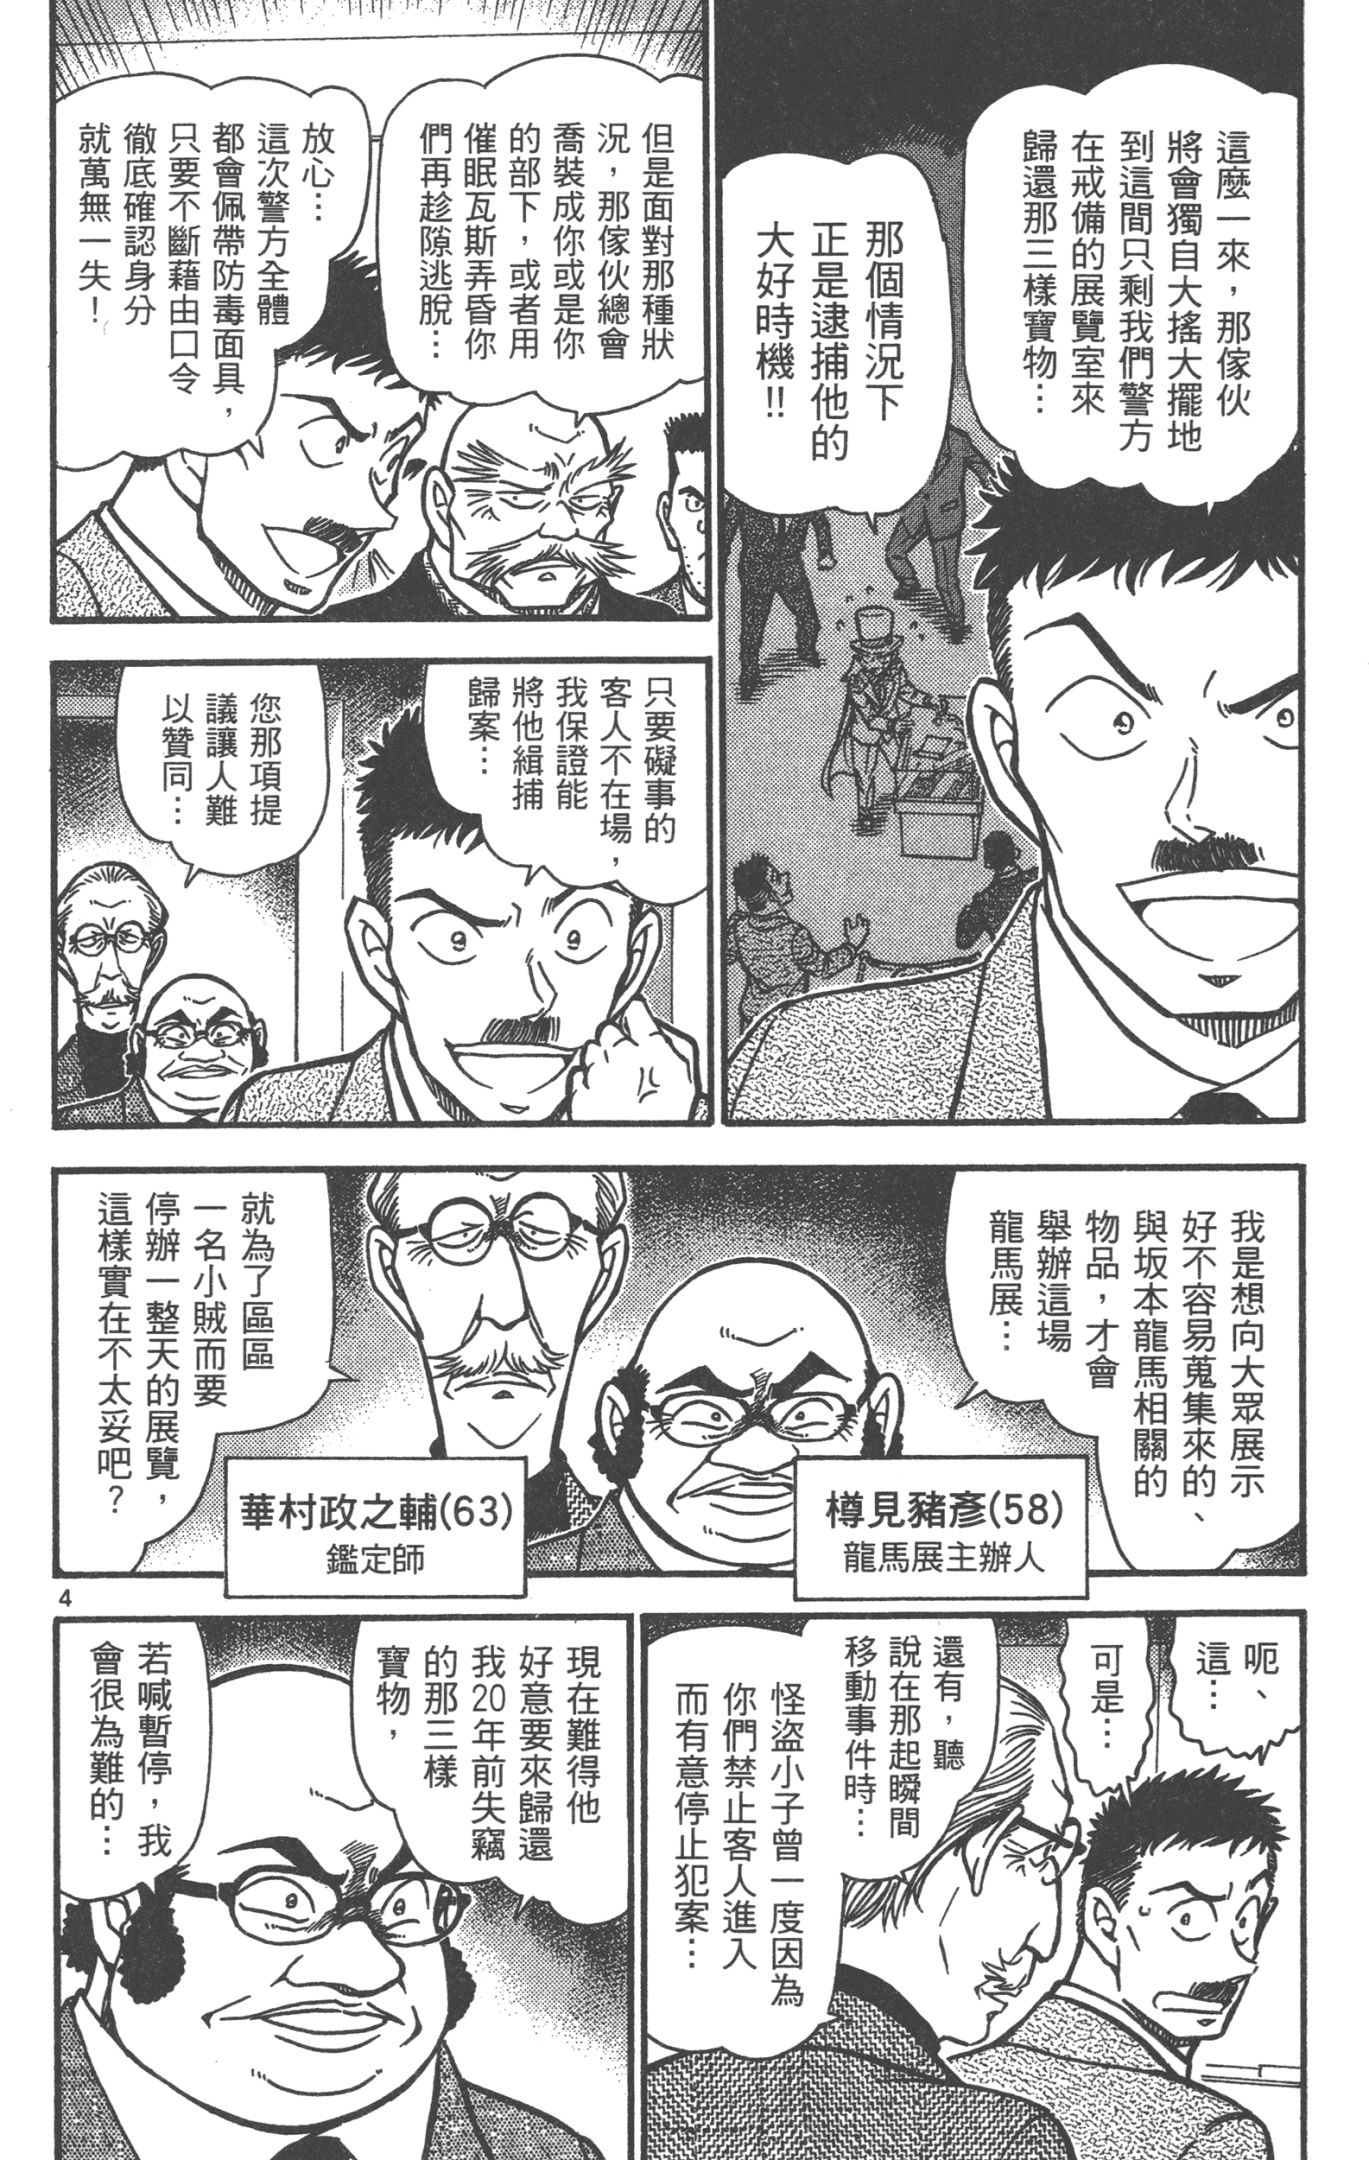 這麼一來，那傢伙
將會獨自大搖大擺地
到這間只剩我們警方
在戒備的展覽室來
歸還那三樣寶物…
那個情況下
正是逮捕他的
大好時機!!
但是面對那種狀
況，那傢伙總會
喬裝成你或是你
的部下，或者用
催眠瓦斯弄昏你
們再趁隙逃脫…
放心…
這次警方全體
都會佩帶防毒面具，
只要不斷藉由口令
徹底確認身分
就萬無一失！
只要礙事的
客人不在場，
我保證能
將他緝捕
歸案…
您那項提
議讓人難
以贊同…
我是想向大眾展示
好不容易蒐集來的、
與坂本龍馬相關的
物品，才會
舉辦這場
龍馬展…
樽見豬彥(58)
龍馬展主辦人
就為了區區
一名小賊而要
停辦一整天的展覽，
這樣實在不太妥吧？
華村政之輔(63)
鑑定師
呃、
這…
可是…
還有，聽
說在那起瞬間
移動事件時…
怪盜小子曾一度因為
你們禁止客人進入
而有意停止犯案…
現在難得他
好意要來歸還
我20年前失竊
的那三樣
寶物，
若喊暫停，我
會很為難的…
4